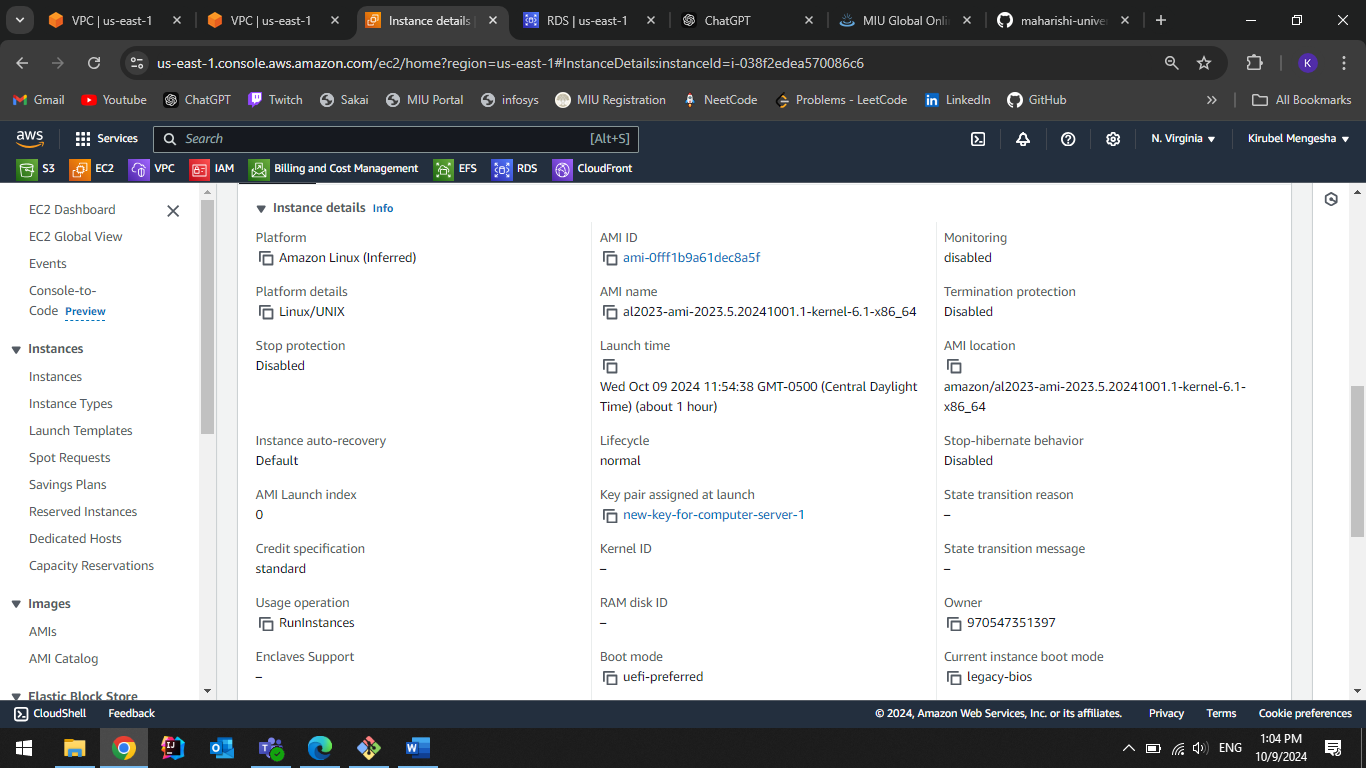 VPC | us-east-1
VPC | us-east-1
Instance details
RDS | us-east-1
ChatGPT
MIU Global Onli
maharishi-univer
us-east-1.console.aws.amazon.com/ec2/home?region=us-east-1#InstanceDetails:instanceId=i-038f2edea570086c6
K
Gmail
Youtube
ChatGPT
Twitch
Sakai
MIU Portal
infosys
MIU Registration
NeetCode
Problems - LeetCode
LinkedIn
GitHub
All Bookmarks
aws
Services
Search
[Alt+S]
N. Virginia
Kirubel Mengesha
S3
EC2
VPC
IAM
Billing and Cost Management
EFS
RDS
CloudFront
EC2 Dashboard
EC2 Global View
Events
Console-to-
Code Preview
Instances
Instances
Instance Types
Launch Templates
Spot Requests
Savings Plans
Reserved Instances
Dedicated Hosts
Capacity Reservations
Images
AMIs
AMI Catalog
Elastic Block Store
Instance details Info
Platform
Amazon Linux (Inferred)
AMI ID
ami-0fff1b9a61dec8a5f
Monitoring
disabled
Platform details
Linux/UNIX
AMI name
al2023-ami-2023.5.20241001.1-kernel-6.1-x86_64
Termination protection
Disabled
Stop protection
Disabled
Launch time
Wed Oct 09 2024 11:54:38 GMT-0500 (Central Daylight
Time) (about 1 hour)
AMI location
amazon/al2023-ami-2023.5.20241001.1-kernel-6.1-
x86_64
Instance auto-recovery
Default
Lifecycle
normal
Stop-hibernate behavior
Disabled
AMI Launch index
0
Key pair assigned at launch
new-key-for-computer-server-1
State transition reason
–
Credit specification
standard
Kernel ID
–
State transition message
–
Usage operation
RunInstances
RAM disk ID
–
Owner
970547351397
Enclaves Support
–
Boot mode
uefi-preferred
Current instance boot mode
legacy-bios
CloudShell
Feedback
© 2024, Amazon Web Services, Inc. or its affiliates.
Privacy
Terms
Cookie preferences
ENG
1:04 PM
10/9/2024